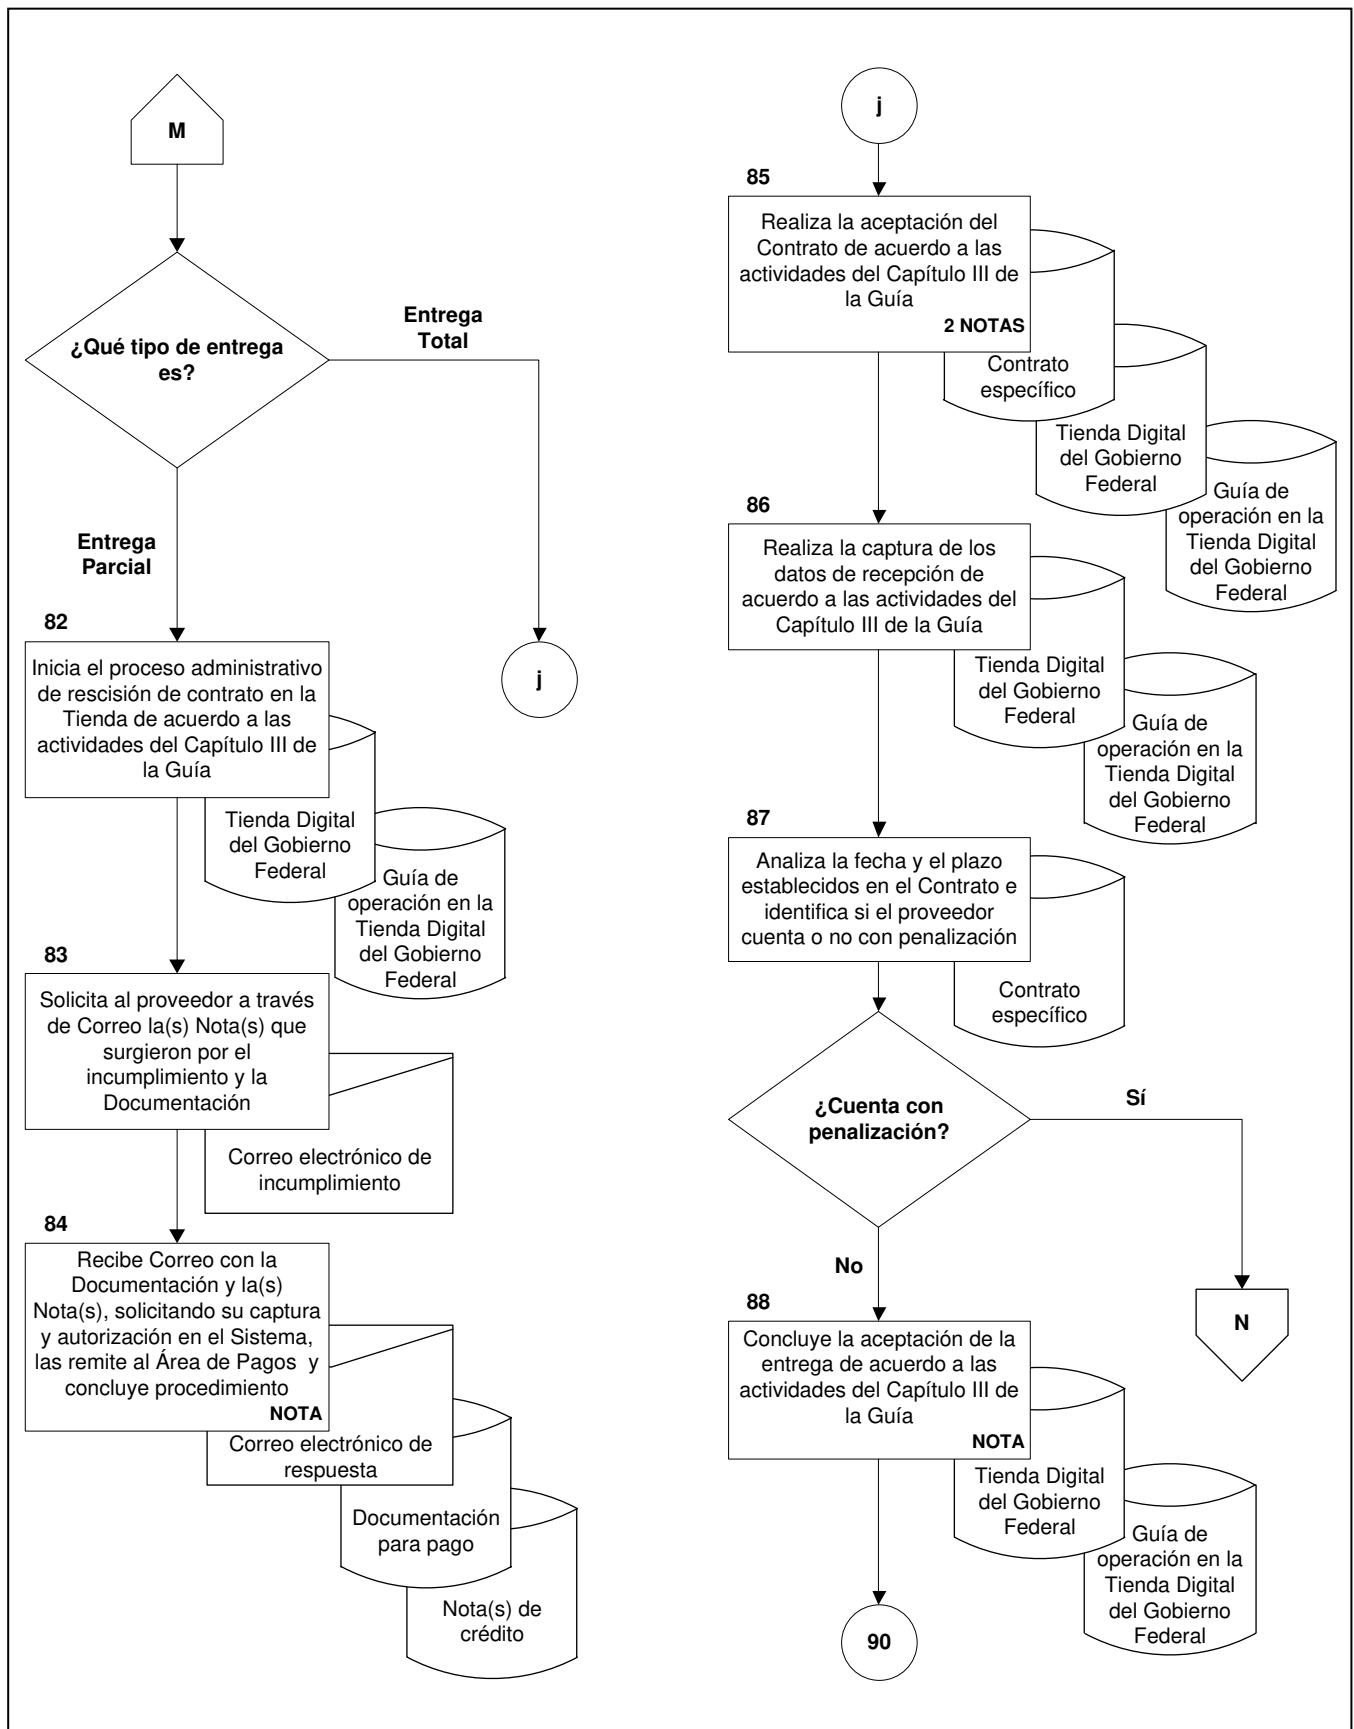 M
¿Qué tipo de entrega
es?
Entrega
Total
Entrega
Parcial
j
82
Inicia el proceso administrativo
de rescisión de contrato en la
Tienda de acuerdo a las
actividades del Capítulo III de
la Guía
Tienda Digital
del Gobierno
Federal
Guía de
operación en la
Tienda Digital
del Gobierno
Federal
83
Solicita al proveedor a través
de Correo la(s) Nota(s) que
surgieron por el
incumplimiento y la
Documentación
Correo electrónico de
incumplimiento
84
Recibe Correo con la
Documentación y la(s)
Nota(s), solicitando su captura
y autorización en el Sistema,
las remite al Área de Pagos y
concluye procedimiento
NOTA
Correo electrónico de
respuesta
Documentación
para pago
Nota(s) de
crédito
j
85
Realiza la aceptación del
Contrato de acuerdo a las
actividades del Capítulo III de
la Guía
2 NOTAS
Contrato
específico
Tienda Digital
del Gobierno
Federal
Guía de
operación en la
Tienda Digital
del Gobierno
Federal
86
Realiza la captura de los
datos de recepción de
acuerdo a las actividades del
Capítulo III de la Guía
Tienda Digital
del Gobierno
Federal
Guía de
operación en la
Tienda Digital
del Gobierno
Federal
87
Analiza la fecha y el plazo
establecidos en el Contrato e
identifica si el proveedor
cuenta o no con penalización
Contrato
específico
¿Cuenta con
penalización?
Sí
No
N
88
Concluye la aceptación de la
entrega de acuerdo a las
actividades del Capítulo III de
la Guía
NOTA
Tienda Digital
del Gobierno
Federal
Guía de
operación en la
Tienda Digital
del Gobierno
Federal
90